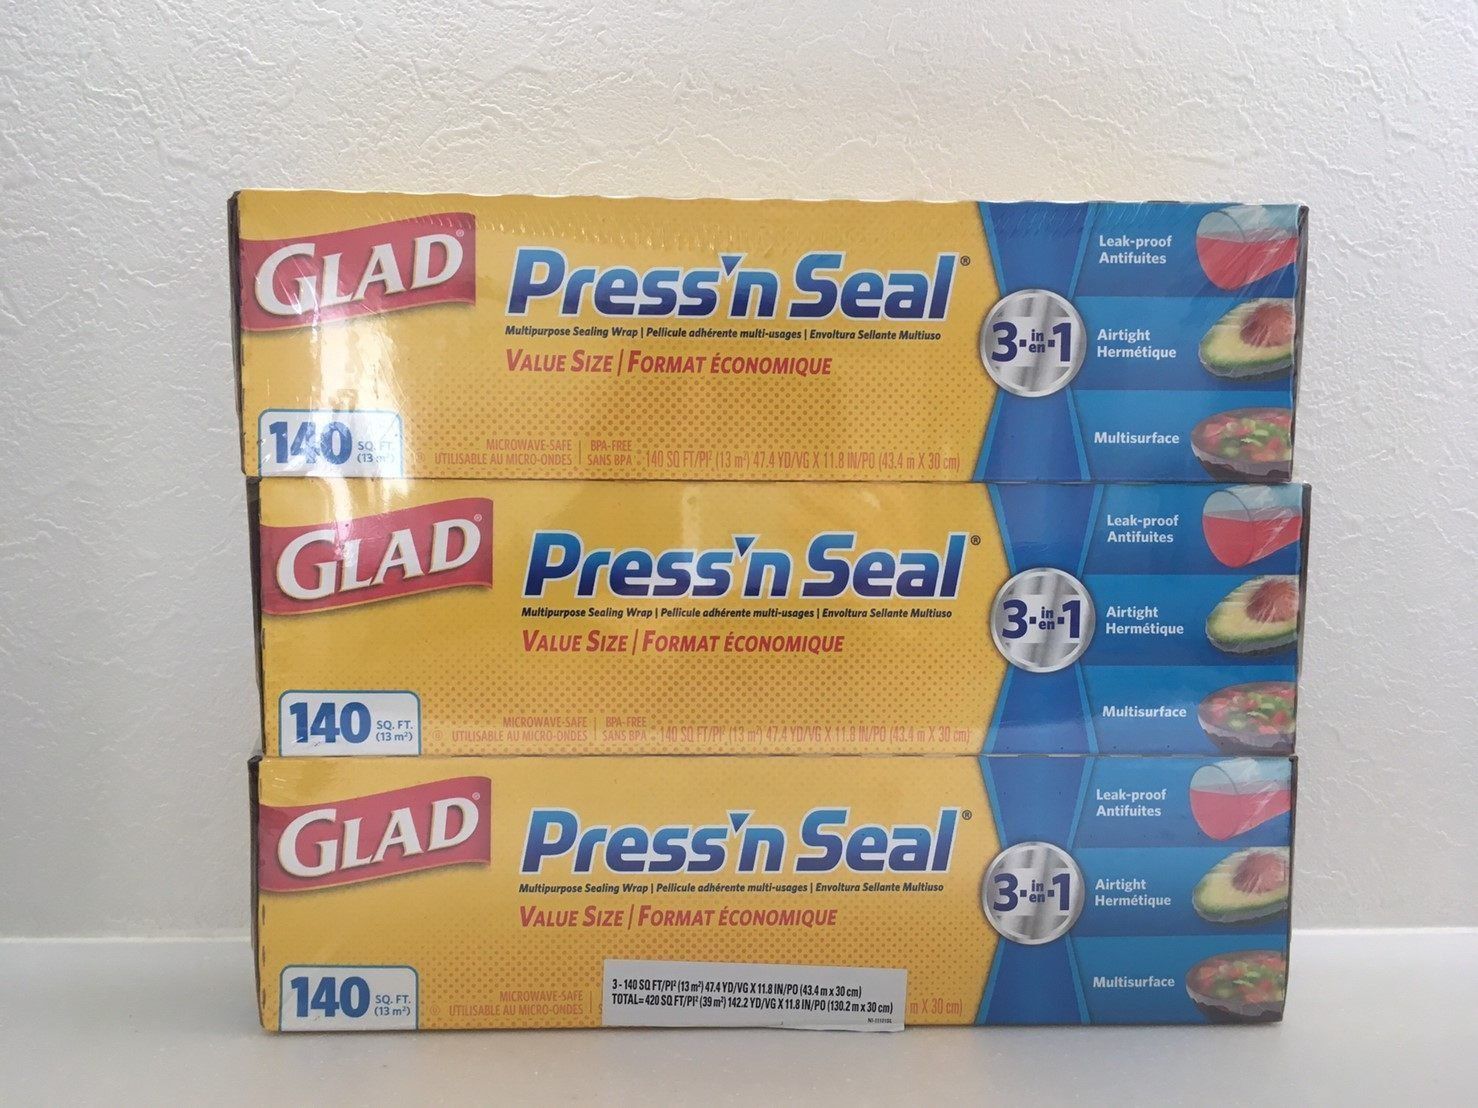 GLAD®
Press'n Seal®
Multipurpose Sealing Wrap | Pellicule adhérente multi-usages | Envoltura Sellante Multiuso
VALUE SIZE | FORMAT ÉCONOMIQUE
140 SQ. FT. (13 m²)
MICROWAVE-SAFE | BPA-FREE
UTILISABLE AU MICRO-ONDES | SANS BPA
140 SQ FT/PI² (13 m²) 47.4 YD/VG X 11.8 IN/PO (43.4 m X 30 cm)
3-in-1
en
Leak-proof
Antifuites
Airtight
Hermétique
Multisurface
GLAD®
Press'n Seal®
Multipurpose Sealing Wrap | Pellicule adhérente multi-usages | Envoltura Sellante Multiuso
VALUE SIZE | FORMAT ÉCONOMIQUE
140 SQ. FT. (13 m²)
MICROWAVE-SAFE | BPA-FREE
UTILISABLE AU MICRO-ONDES | SANS BPA
140 SQ FT/PI² (13 m²) 47.4 YD/VG X 11.8 IN/PO (43.4 m X 30 cm)
3-in-1
en
Leak-proof
Antifuites
Airtight
Hermétique
Multisurface
GLAD®
Press'n Seal®
Multipurpose Sealing Wrap | Pellicule adhérente multi-usages | Envoltura Sellante Multiuso
VALUE SIZE | FORMAT ÉCONOMIQUE
140 SQ. FT. (13 m²)
MICROWAVE-SAFE
UTILISABLE AU MICRO-ONDES
3 - 140 SQ FT/PI² (13 m²) 47.4 YD/VG X 11.8 IN/PO (43.4 m x 30 cm)
TOTAL= 420 SQ FT/PI² (39 m²) 142.2 YD/VG X 11.8 IN/PO (130.2 m x 30 cm)
m X 30 cm)
3-in-1
en
Leak-proof
Antifuites
Airtight
Hermétique
Multisurface